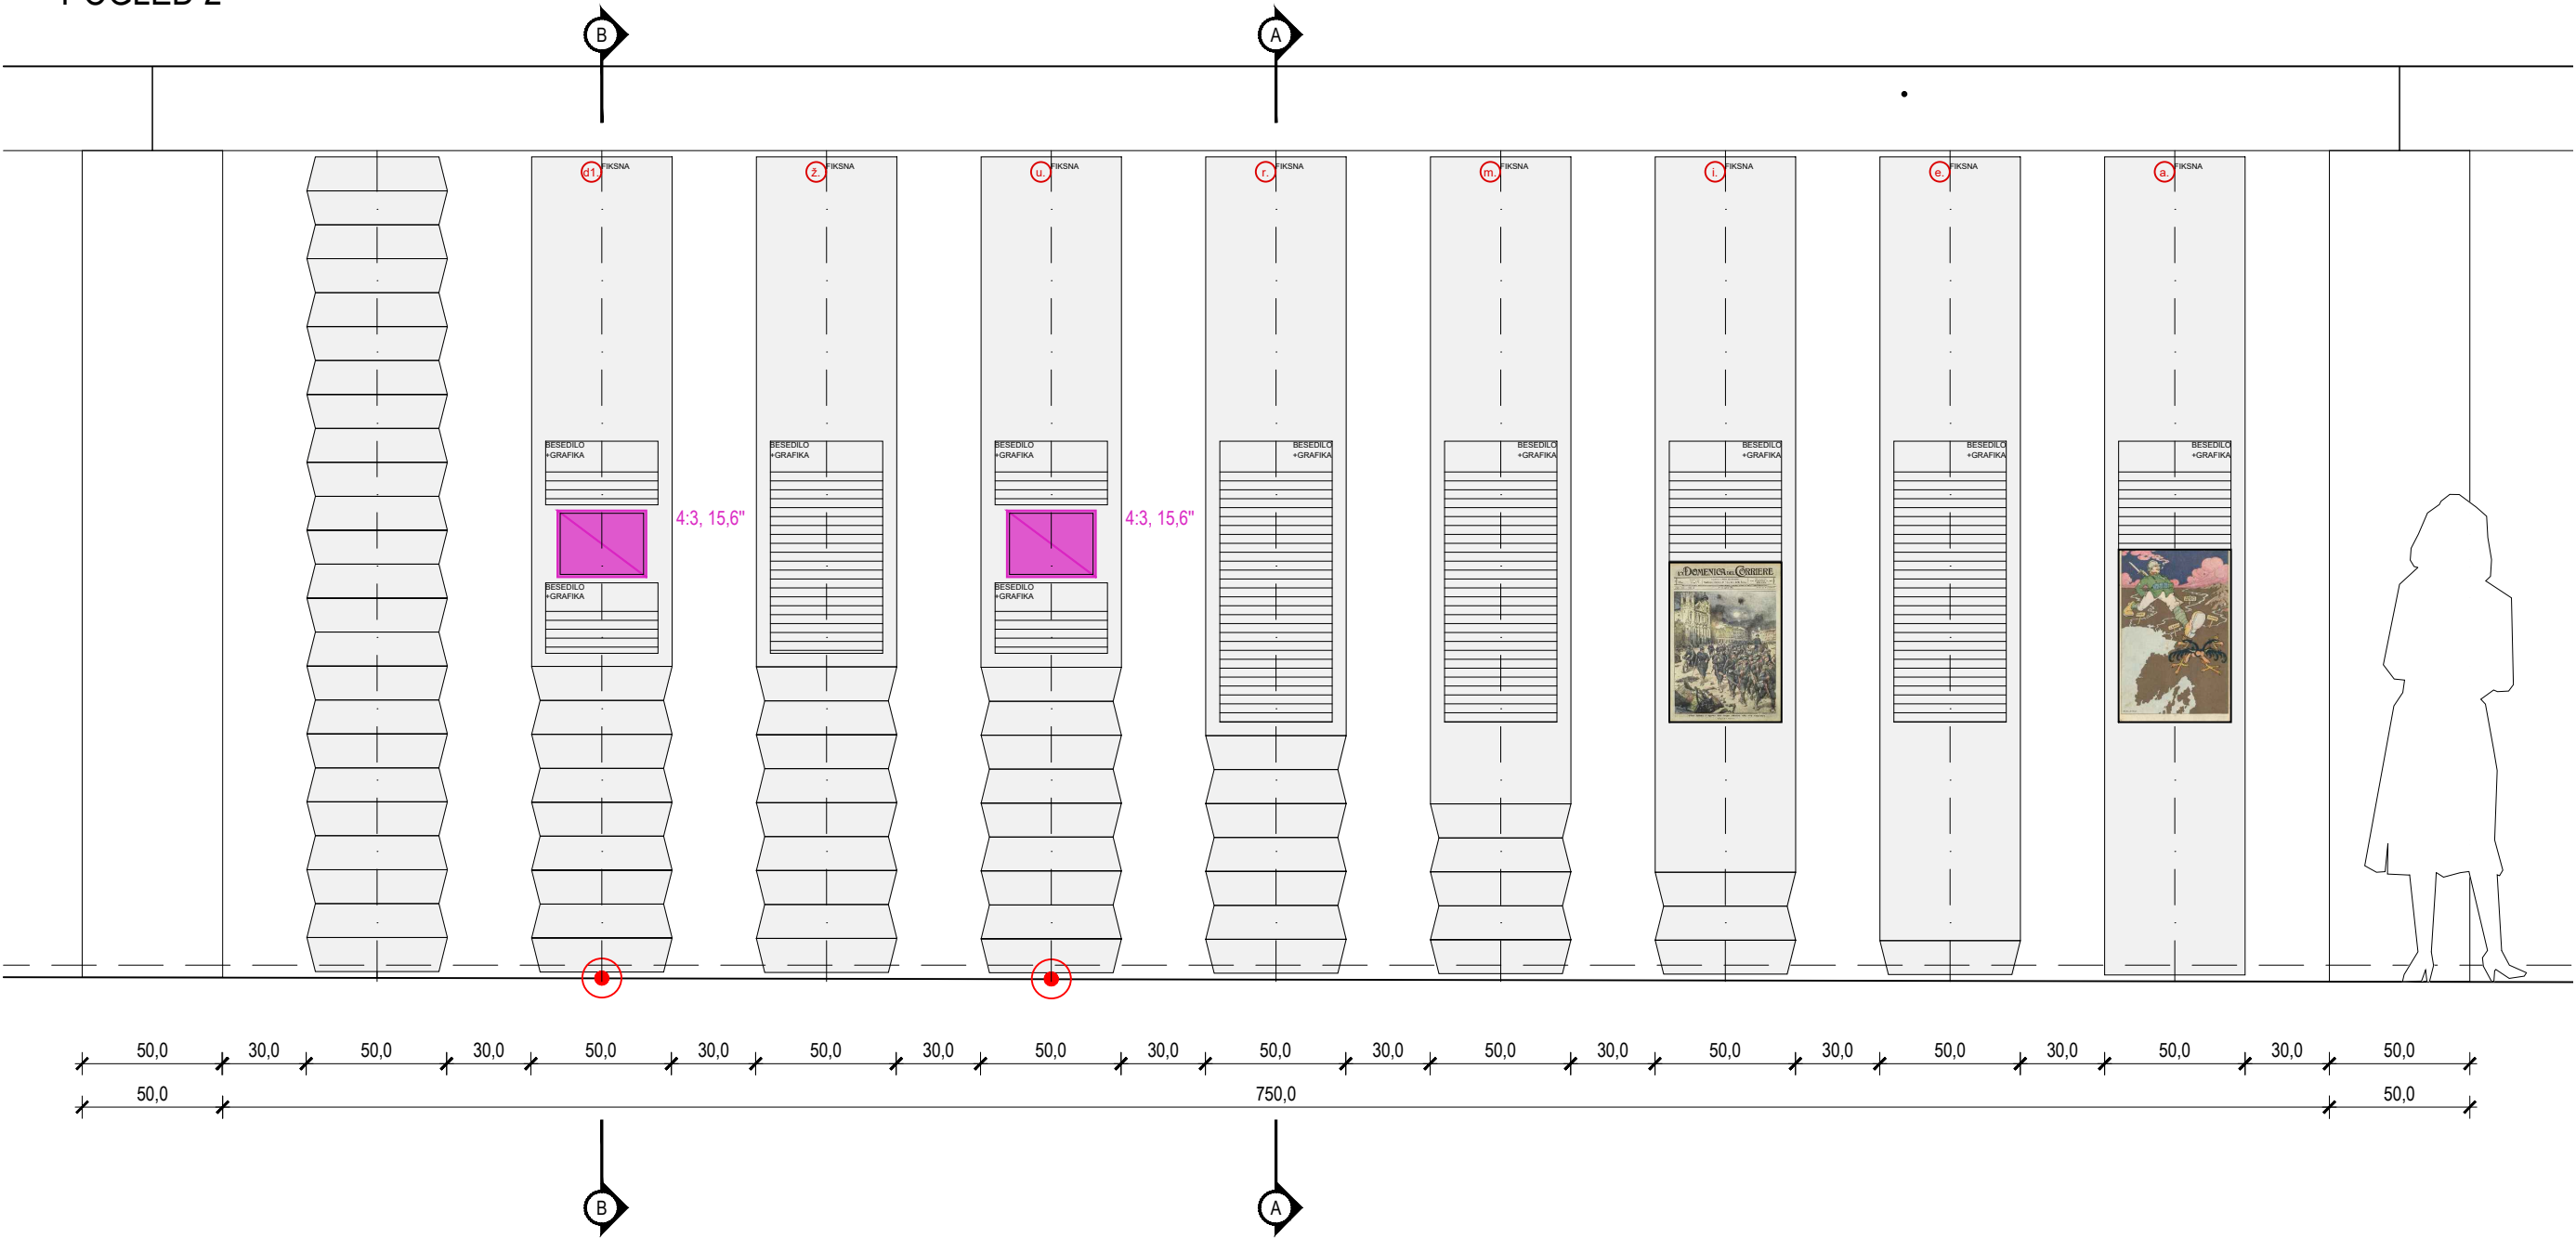 POGLED 2
B
A
d1. FIKSNA
ž. FIKSNA
u. FIKSNA
r. FIKSNA
m. FIKSNA
i. FIKSNA
e. FIKSNA
a. FIKSNA
BESEDILO
+GRAFIKA
BESEDILO
+GRAFIKA
BESEDILO
+GRAFIKA
BESEDILO
+GRAFIKA
BESEDILO
+GRAFIKA
BESEDILO
+GRAFIKA
BESEDILO
+GRAFIKA
BESEDILO
+GRAFIKA
4:3, 15,6"
4:3, 15,6"
DOMENICA DEL CORRIERE
BESEDILO
+GRAFIKA
BESEDILO
+GRAFIKA
50,0 30,0 50,0 30,0 50,0 30,0 50,0 30,0 50,0 30,0 50,0 30,0 50,0 30,0 50,0 30,0 50,0 30,0 50,0 30,0 50,0
50,0 750,0 50,0
B
A